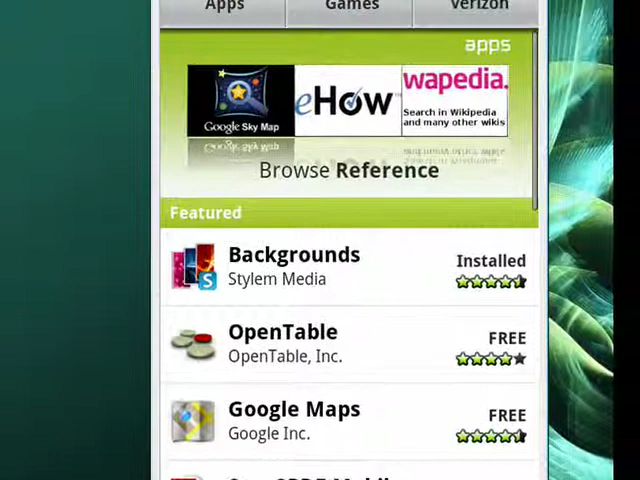 Apps Games Verizon
apps
Google Sky Map
eHow
wapedia.
Search in Wikipedia
and many other wikis
Browse Reference
Featured
Backgrounds
Installed
Stylem Media
S
OpenTable
FREE
OpenTable, Inc.
Google Maps
FREE
Google Inc.